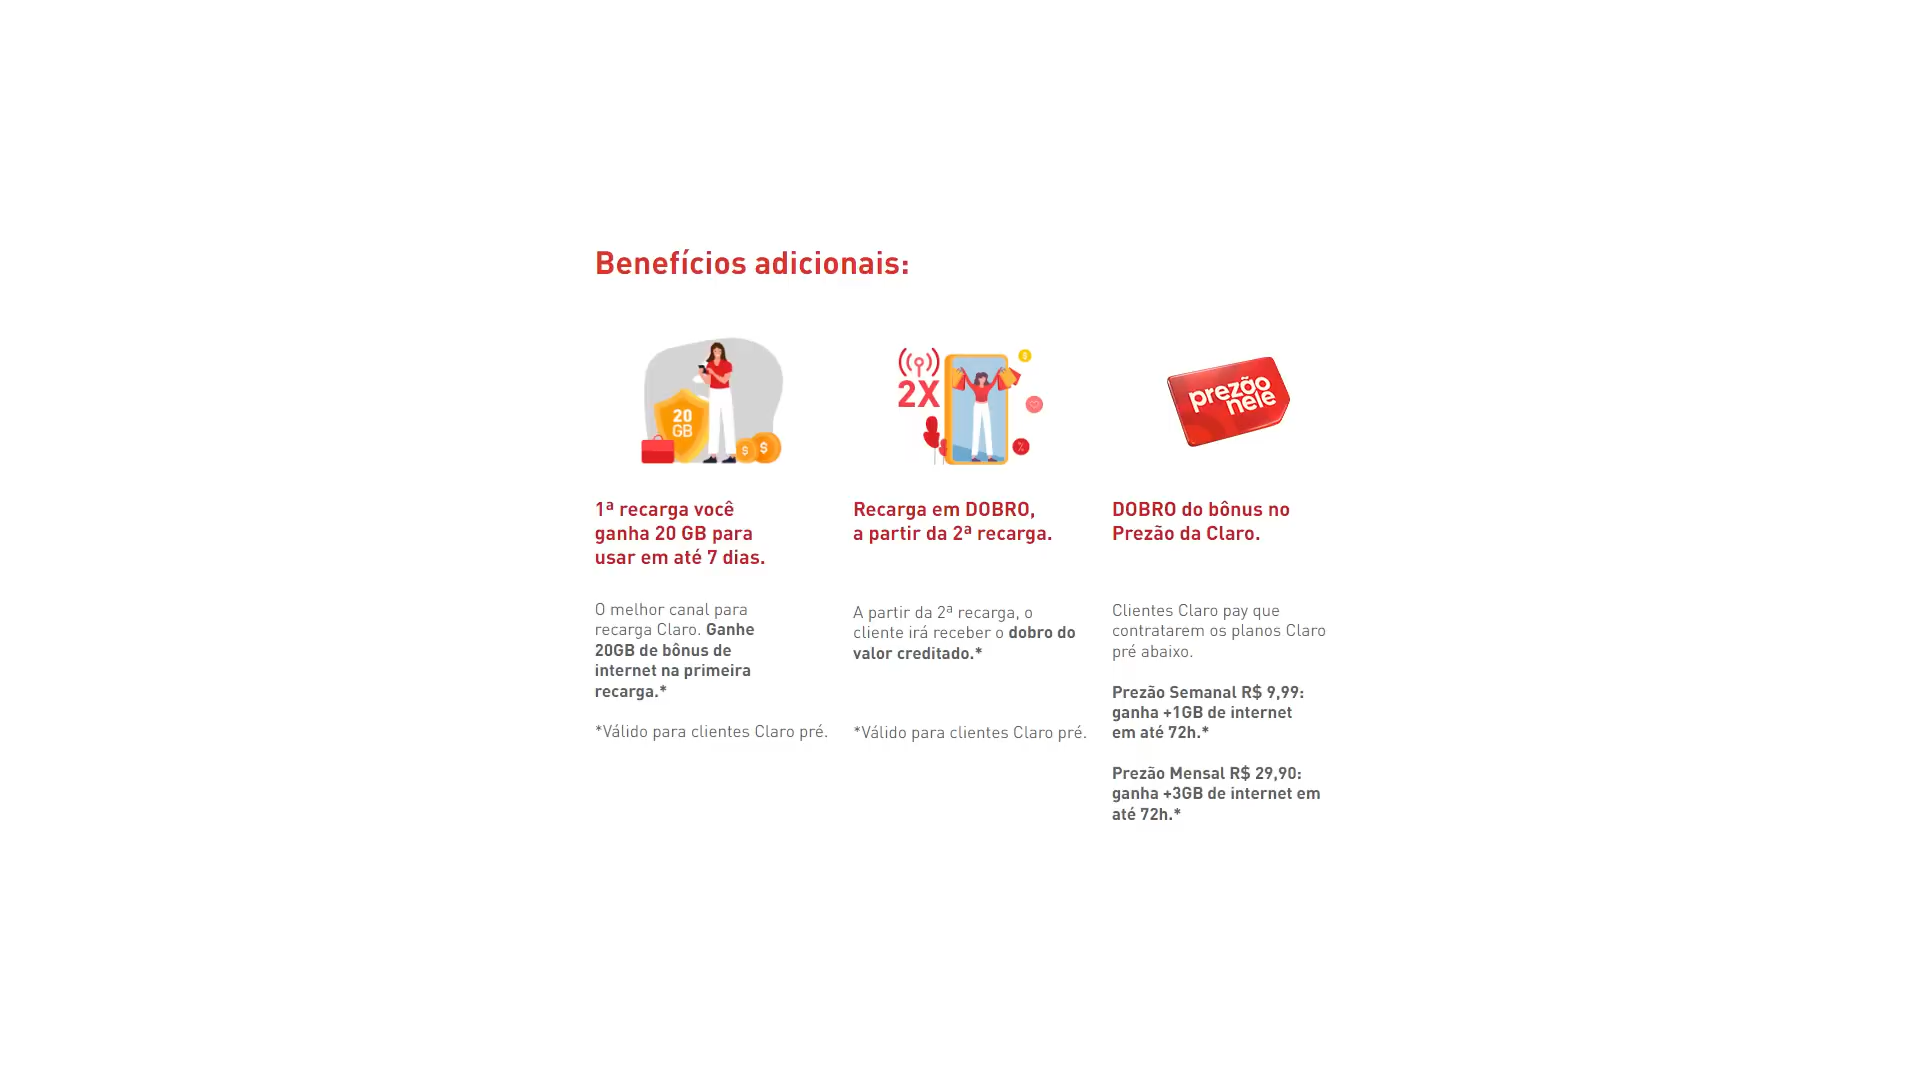 Benefícios adicionais:
20
GB
$
$
2X
$
prezão
nele
1ª recarga você
ganha 20 GB para
usar em até 7 dias.
O melhor canal para
recarga Claro. Ganhe
20GB de bônus de
internet na primeira
recarga.*
*Válido para clientes Claro pré.
Recarga em DOBRO,
a partir da 2ª recarga.
A partir da 2ª recarga, o
cliente irá receber o dobro do
valor creditado.*
*Válido para clientes Claro pré.
DOBRO do bônus no
Prezão da Claro.
Clientes Claro pay que
contratarem os planos Claro
pré abaixo.
Prezão Semanal R$ 9,99:
ganha +1GB de internet
em até 72h.*
Prezão Mensal R$ 29,90:
ganha +3GB de internet em
até 72h.*